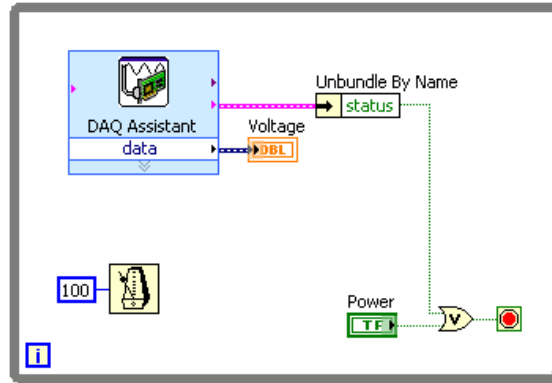 Unbundle By Name
status
DAQ Assistant
data
Voltage
DBL
100
Power
TF
V
i